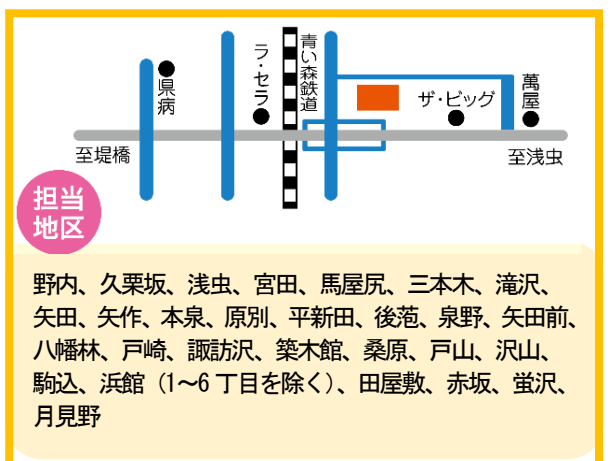 県病
ラ・セラ
青い森鉄道
ザ・ビッグ
萬屋
至堤橋
至浅虫
担当
地区
野内、久栗坂、浅虫、宮田、馬屋尻、三本木、滝沢、
矢田、矢作、本泉、原別、平新田、後萢、泉野、矢田前、
八幡林、戸崎、諏訪沢、築木館、桑原、戸山、沢山、
駒込、浜館（1～6丁目を除く）、田屋敷、赤坂、蛍沢、
月見野